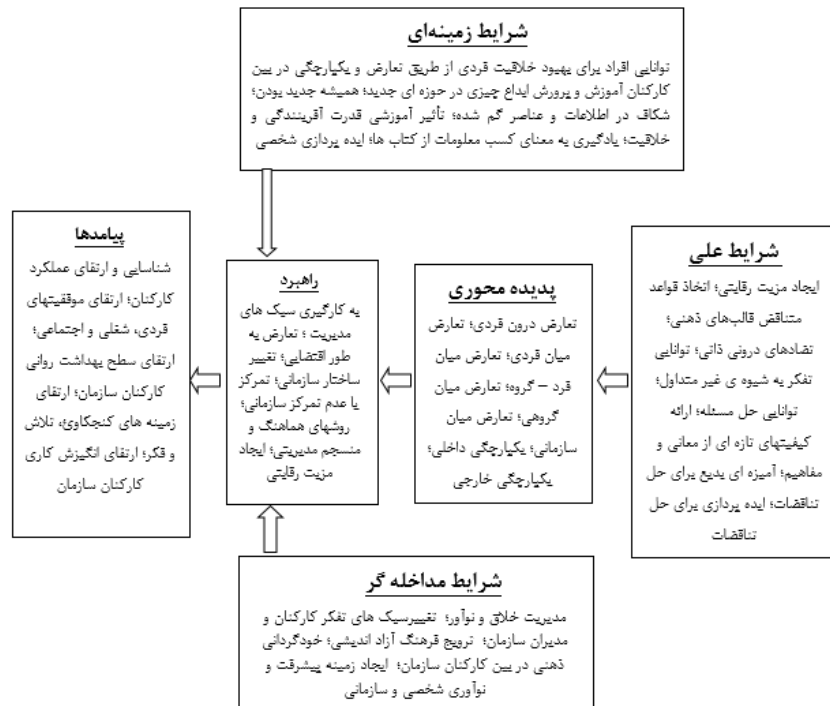 شرایط زمینه‌ای
توانایی افراد برای بهبود خلاقیت فردی از طریق تعارض و یکپارچگی در بین
کارکنان آموزش و پرورش ابداع چیزی در حوزه ای جدید؛ همیشه جدید بودن؛
شکاف در اطلاعات و عناصر گم شده؛ تأثیر آموزشی قدرت آفرینندگی و
خلاقیت؛ یادگیری به معنای کسب معلومات از کتاب ها؛ ایده پردازی شخصی
شرایط علی
ایجاد مزیت رقابتی؛ اتخاذ قواعد
متناقض قالب‌های ذهنی؛
تضادهای درونی ذاتی؛ توانایی
تفکر به شیوه ی غیر متداول؛
توانایی حل مسئله؛ ارائه
کیفیتهای تازه ای از معانی و
مفاهیم؛ آمیزه ای بدیع برای حل
تناقضات؛ ایده پردازی برای حل
تناقضات
پدیده محوری
تعارض درون فردی؛ تعارض
میان فردی؛ تعارض میان
فرد – گروه؛ تعارض میان
گروهی؛ تعارض میان
سازمانی؛ یکپارچگی داخلی؛
یکپارچگی خارجی
راهبرد
به کارگیری سبک های
مدیریت ؛ تعارض به
طور اقتضایی؛ تغییر
ساختار سازمانی؛ تمرکز
یا عدم تمرکز سازمانی؛
روشهای هماهنگ و
منسجم مدیریتی؛ ایجاد
مزیت رقابتی
پیامدها
شناسایی و ارتقای عملکرد
کارکنان؛ ارتقای موفقیتهای
فردی، شغلی و اجتماعی؛
ارتقای سطح بهداشت روانی
کارکنان سازمان؛ ارتقای
زمینه های کنجکاوئ، تلاش
و فکر؛ ارتقای انگیزش کاری
کارکنان سازمان
شرایط مداخله گر
مدیریت خلاق و نوآور؛ تغییرسبک های تفکر کارکنان و
مدیران سازمان؛ ترویج فرهنگ آزاد اندیشی؛ خودگردانی
ذهنی در بین کارکنان سازمان؛ ایجاد زمینه پیشرفت و
نوآوری شخصی و سازمانی